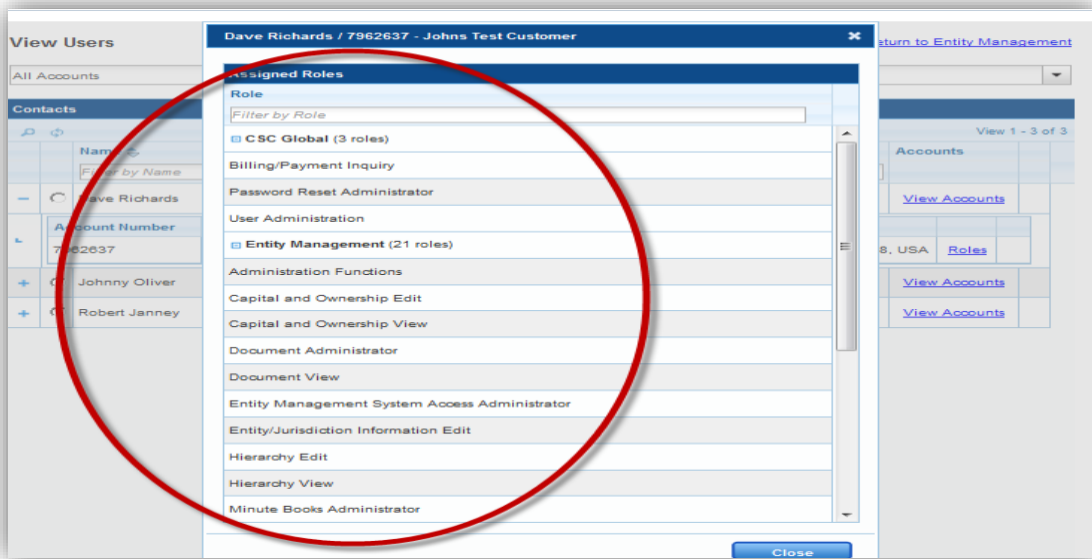 View Users
Return to Entity Management
All Accounts
Contacts
View 1 - 3 of 3
Name
Accounts
Filter by Name
Dave Richards
View Accounts
Account Number
7962637
8, USA
Roles
Johnny Oliver
View Accounts
Robert Janney
View Accounts
Dave Richards / 7962637 - Johns Test Customer
Assigned Roles
Role
Filter by Role
CSC Global (3 roles)
Billing/Payment Inquiry
Password Reset Administrator
User Administration
Entity Management (21 roles)
Administration Functions
Capital and Ownership Edit
Capital and Ownership View
Document Administrator
Document View
Entity Management System Access Administrator
Entity/Jurisdiction Information Edit
Hierarchy Edit
Hierarchy View
Minute Books Administrator
Close